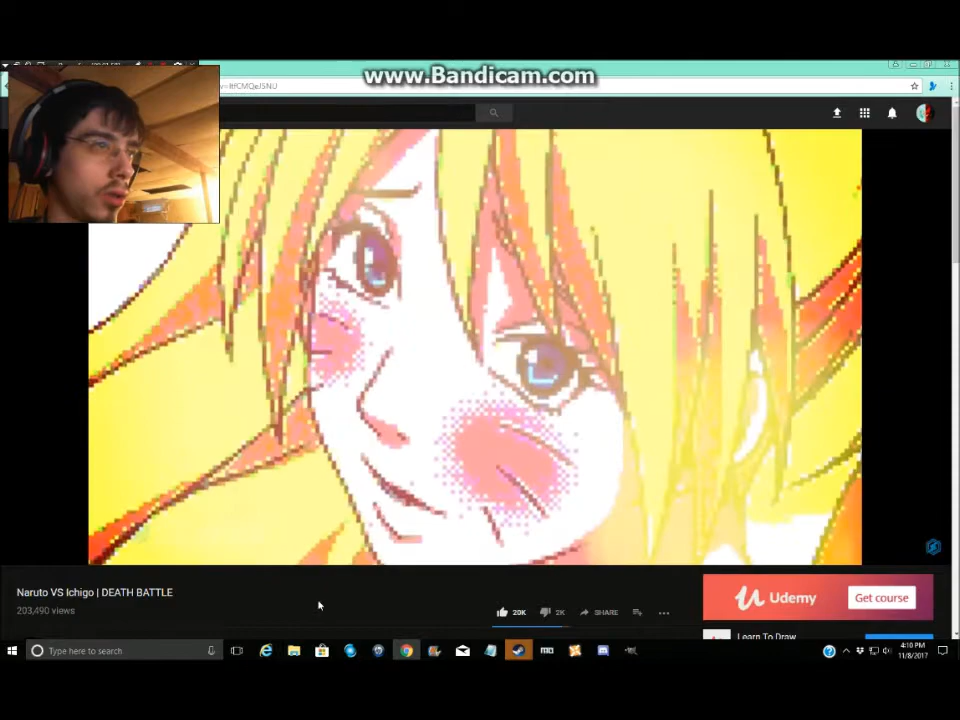 www.Bandicam.com
Naruto VS Ichigo | DEATH BATTLE
203,490 views
20K
2K
SHARE
Udemy
Get course
Learn To Draw
Type here to search
4:10 PM
11/8/2017